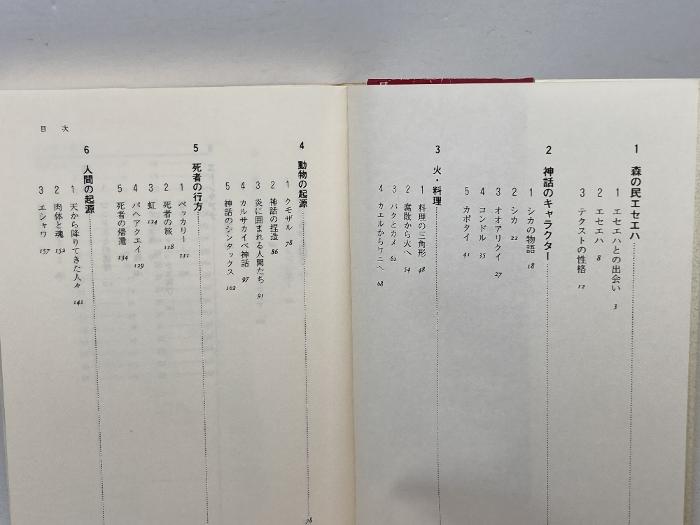 1 森の民エセエハ
1 エセエハとの出会い 3
2 エセエハ 8
3 テクストの性格 12
2 神話のキャラクター
1 シカの物語 18
2 シカ 22
3 オオアリクイ 27
4 コンドル 35
5 カポタイ 41
3 火・料理
1 料理の三角形 48
2 腐敗から火へ 54
3 バクとカメ 62
4 カエルからワニへ 68
4 動物の起源
1 クモザル 78
2 神話の捏造 86
3 炎に囲まれる人間たち 91
4 カルサカイベ神話 97
5 神話のシンタックス 102
76
5 死者の行方
1 ペッカリー 111
2 死者の旅 118
3 虹 124
4 バヘアクエイ 129
5 死者の帰還 134
6 人間の起源
1 天から降りてきた人々 142
2 肉体と魂 152
3 エシャワ 157
目次